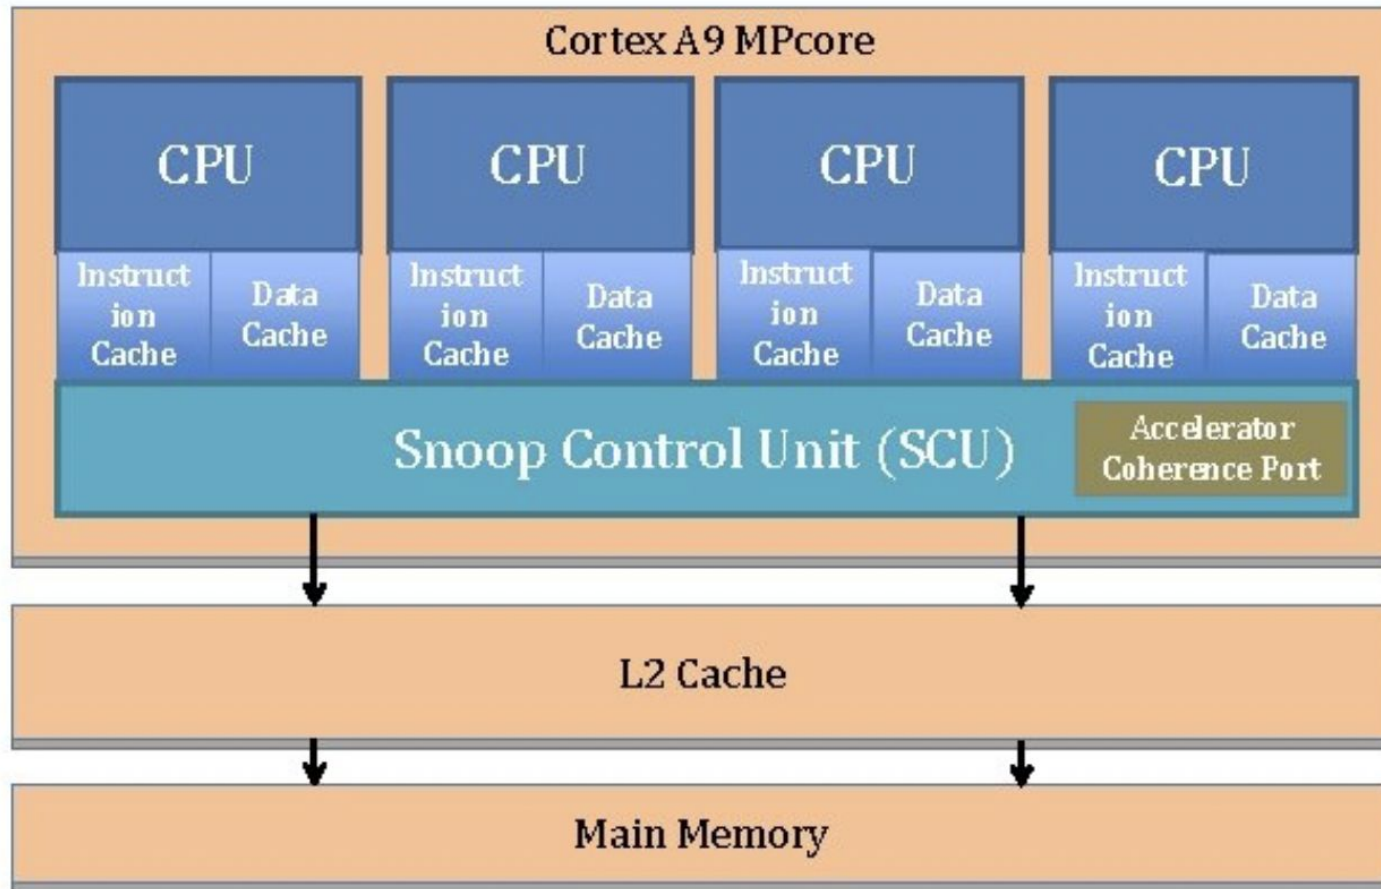 Cortex A9 MPcore
CPU
CPU
CPU
CPU
Instruct
ion
Cache
Data
Cache
Instruct
ion
Cache
Data
Cache
Instruct
ion
Cache
Data
Cache
Instruct
ion
Cache
Data
Cache
Snoop Control Unit (SCU)
Accelerator
Coherence Port
L2 Cache
Main Memory